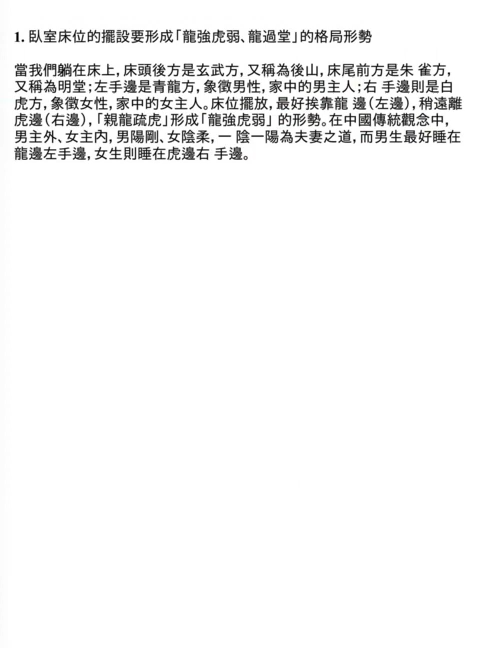 1. 臥室床位的擺設要形成「龍強虎弱、龍過堂」的格局形勢
當我們躺在床上，床頭後方是玄武方，又稱為後山，床尾前方是朱 雀方，
又稱為明堂；左手邊是青龍方，象徵男性，家中的男主人；右 手邊則是白
虎方，象徵女性，家中的女主人。床位擺放，最好挨靠龍 邊（左邊），稍遠離
虎邊（右邊），「親龍疏虎」形成「龍強虎弱」 的形勢。在中國傳統觀念中，
男主外、女主內，男陽剛、女陰柔，一 陰一陽為夫妻之道，而男生最好睡在
龍邊左手邊，女生則睡在虎邊右 手邊。